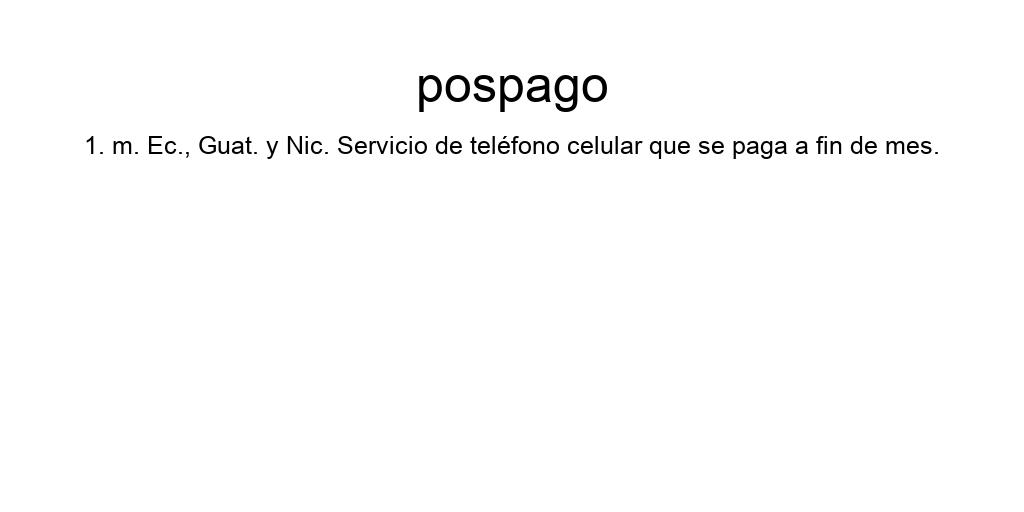 pospago
1. m. Ec., Guat. y Nic. Servicio de teléfono celular que se paga a fin de mes.